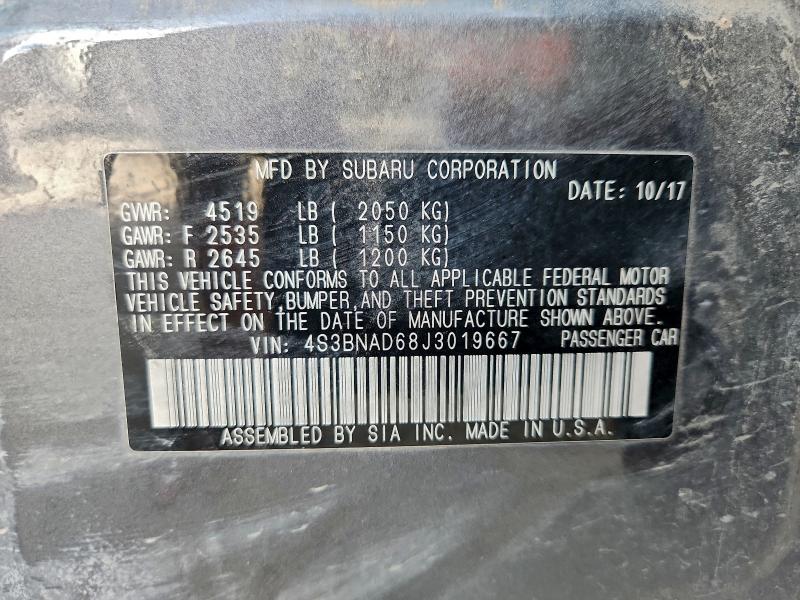 MFD BY SUBARU CORPORATION
DATE: 10/17
GVWR: 4519 LB ( 2050 KG)
GAWR: F 2535 LB ( 1150 KG)
GAWR: R 2645 LB ( 1200 KG)
THIS VEHICLE CONFORMS TO ALL APPLICABLE FEDERAL MOTOR
VEHICLE SAFETY,BUMPER,AND THEFT PREVENTION STANDARDS
IN EFFECT ON THE DATE OF MANUFACTURE SHOWN ABOVE.
VIN: 4S3BNAD68J3019667 PASSENGER CAR
ASSEMBLED BY SIA INC. MADE IN U.S.A.